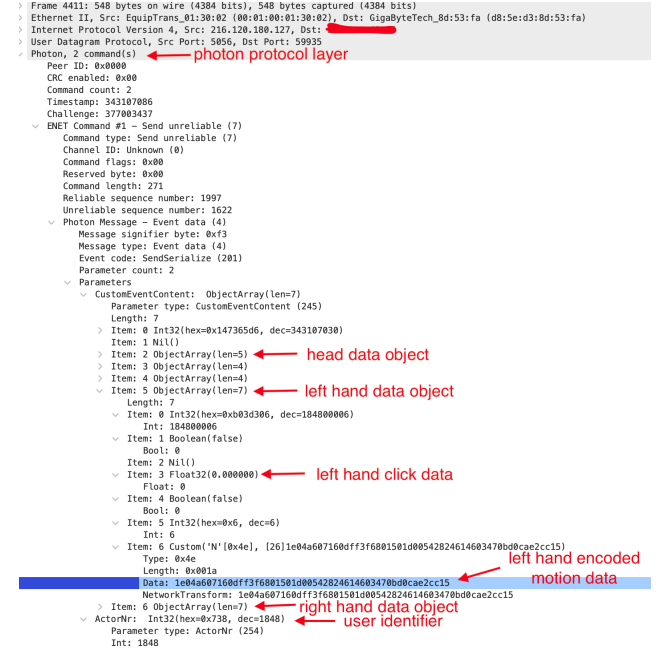 Frame 4411: 548 bytes on wire (4384 bits), 548 bytes captured (4384 bits)
Ethernet II, Src: EquipTrans_01:30:02 (00:01:00:01:30:02), Dst: GigaByteTech_8d:53:fa (d8:5e:d3:8d:53:fa)
Internet Protocol Version 4, Src: 216.120.180.127, Dst:
User Datagram Protocol, Src Port: 5056, Dst Port: 59935
Photon, 2 command(s) photon protocol layer
Peer ID: 0x0000
CRC enabled: 0x00
Command count: 2
Timestamp: 343107086
Challenge: 377003437
ENET Command #1 – Send unreliable (7)
Command type: Send unreliable (7)
Channel ID: Unknown (0)
Command flags: 0x00
Reserved byte: 0x00
Command length: 271
Reliable sequence number: 1997
Unreliable sequence number: 1622
Photon Message – Event data (4)
Message signifier byte: 0xf3
Message type: Event data (4)
Event code: SendSerialize (201)
Parameter count: 2
Parameters
CustomEventContent: ObjectArray(len=7)
Parameter type: CustomEventContent (245)
Length: 7
Item: 0 Int32(hex=0x147365d6, dec=343107030)
Item: 1 Nil()
Item: 2 ObjectArray(len=5) head data object
Item: 3 ObjectArray(len=4)
Item: 4 ObjectArray(len=4)
Item: 5 ObjectArray(len=7) left hand data object
Length: 7
Item: 0 Int32(hex=0xb03d306, dec=184800006)
Int: 184800006
Item: 1 Boolean(false)
Bool: 0
Item: 2 Nil()
Item: 3 Float32(0.000000) left hand click data
Float: 0
Item: 4 Boolean(false)
Bool: 0
Item: 5 Int32(hex=0x6, dec=6)
Int: 6
Item: 6 Custom('N'[0x4e], [26]1e04a607160dff3f6801501d00542824614603470bd0cae2cc15)
Type: 0x4e
Length: 0x001a
Data: 1e04a607160dff3f6801501d00542824614603470bd0cae2cc15
left hand encoded
motion data
NetworkTransform: 1e04a607160dff3f6801501d00542824614603470bd0cae2cc15
Item: 6 ObjectArray(len=7) right hand data object
ActorNr: Int32(hex=0x738, dec=1848) user identifier
Parameter type: ActorNr (254)
Int: 1848